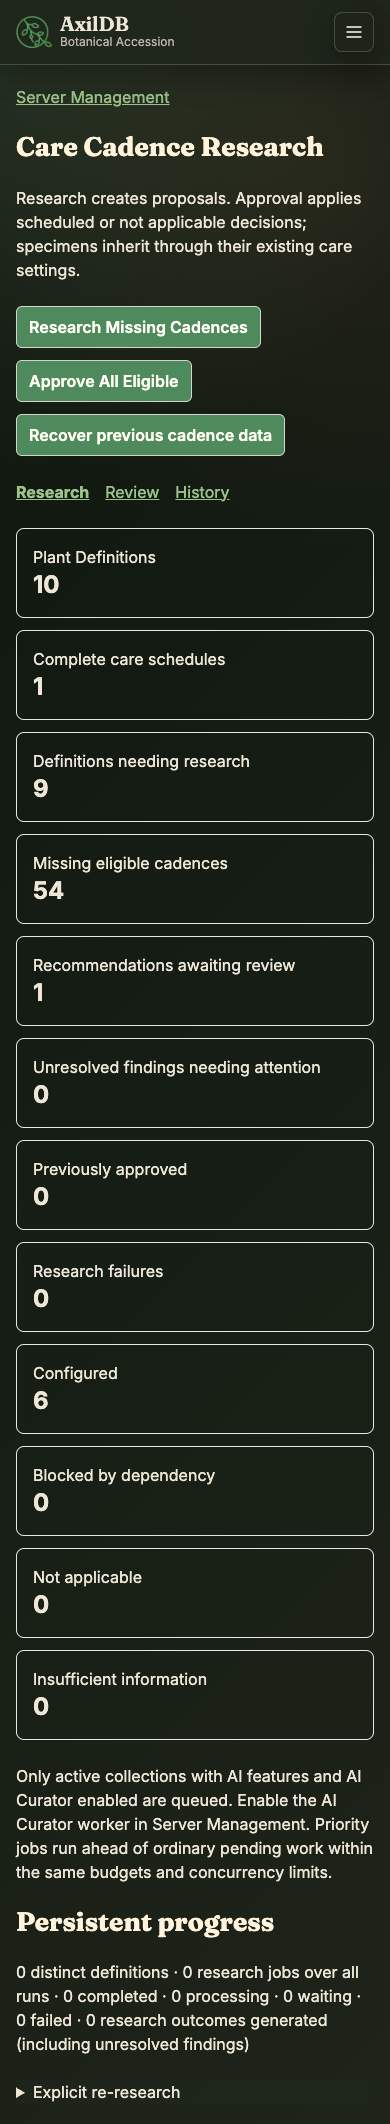 AxilDB
Botanical Accession
Server Management
Care Cadence Research
Research creates proposals. Approval applies
scheduled or not applicable decisions;
specimens inherit through their existing care
settings.
Research Missing Cadences
Approve All Eligible
Recover previous cadence data
Research Review History
Plant Definitions
10
Complete care schedules
1
Definitions needing research
9
Missing eligible cadences
54
Recommendations awaiting review
1
Unresolved findings needing attention
0
Previously approved
0
Research failures
0
Configured
6
Blocked by dependency
0
Not applicable
0
Insufficient information
0
Only active collections with AI features and AI
Curator enabled are queued. Enable the AI
Curator worker in Server Management. Priority
jobs run ahead of ordinary pending work within
the same budgets and concurrency limits.
Persistent progress
0 distinct definitions · 0 research jobs over all
runs · 0 completed · 0 processing · 0 waiting ·
0 failed · 0 research outcomes generated
(including unresolved findings)
Explicit re-research